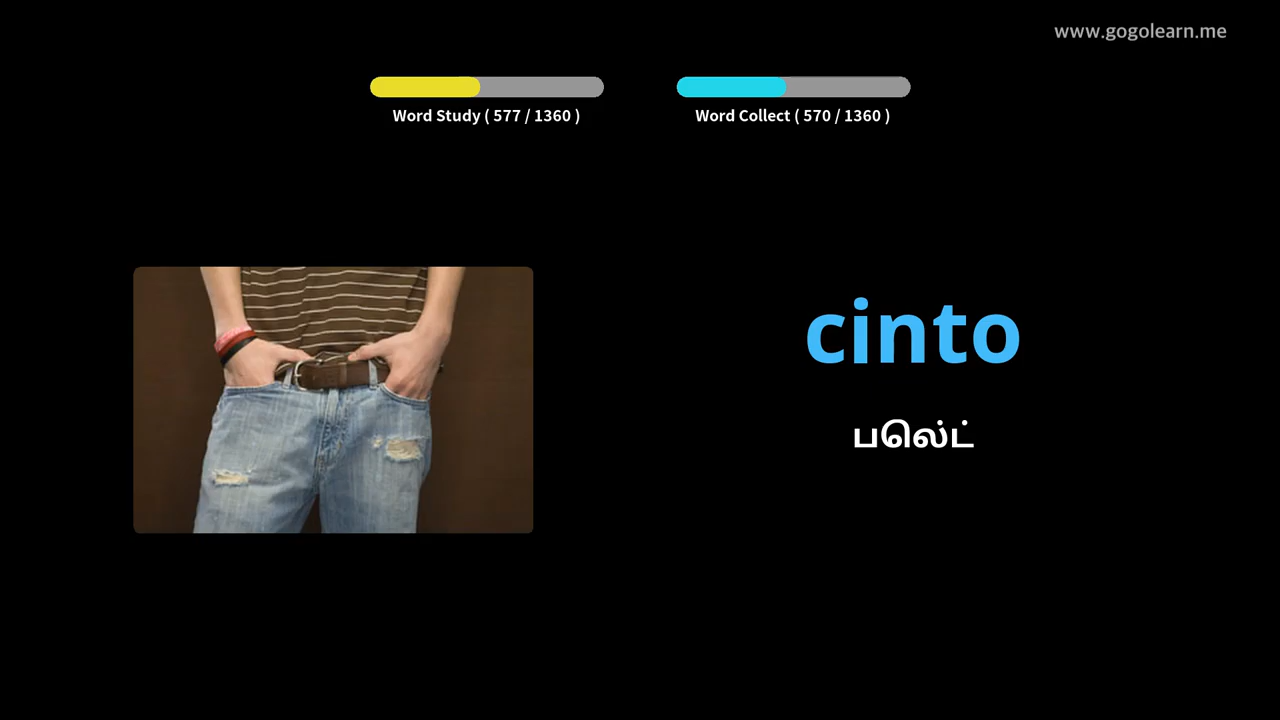 www.gogolearn.me
Word Study ( 577 / 1360 )
Word Collect ( 570 / 1360 )
cinto
பெல்ட்